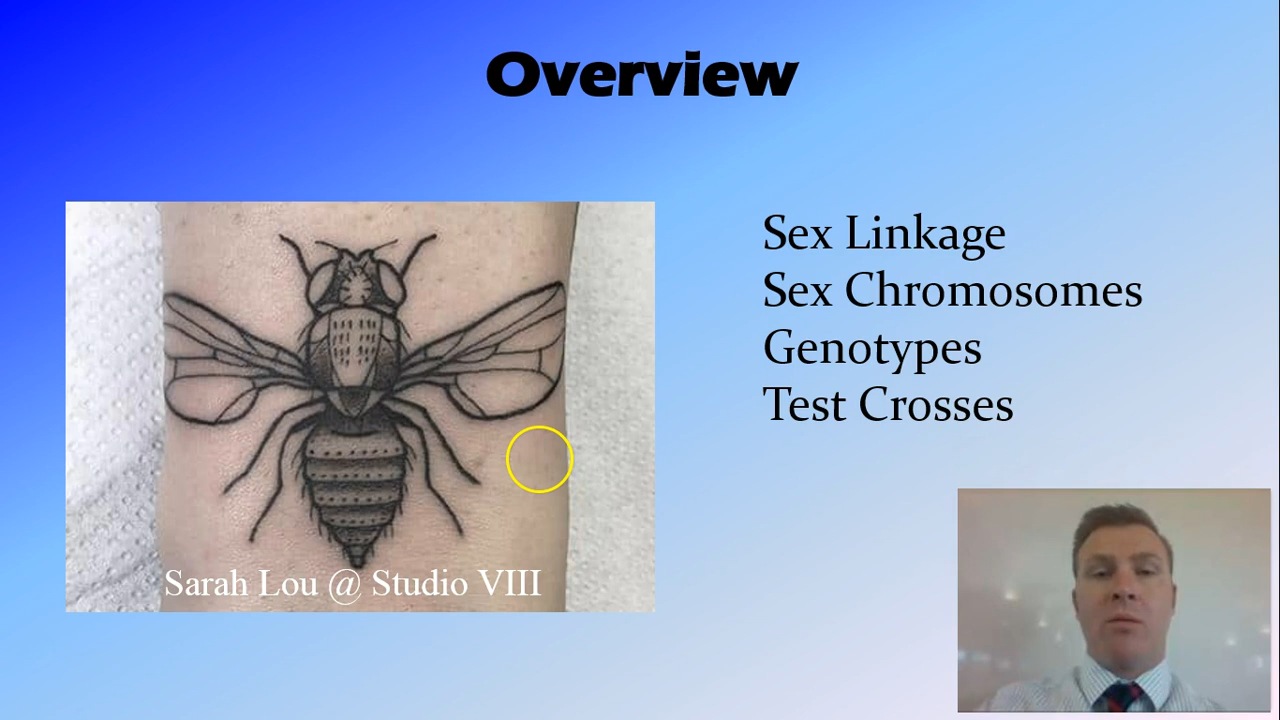 Overview
Sex Linkage
Sex Chromosomes
Genotypes
Test Crosses
Sarah Lou @ Studio VIII